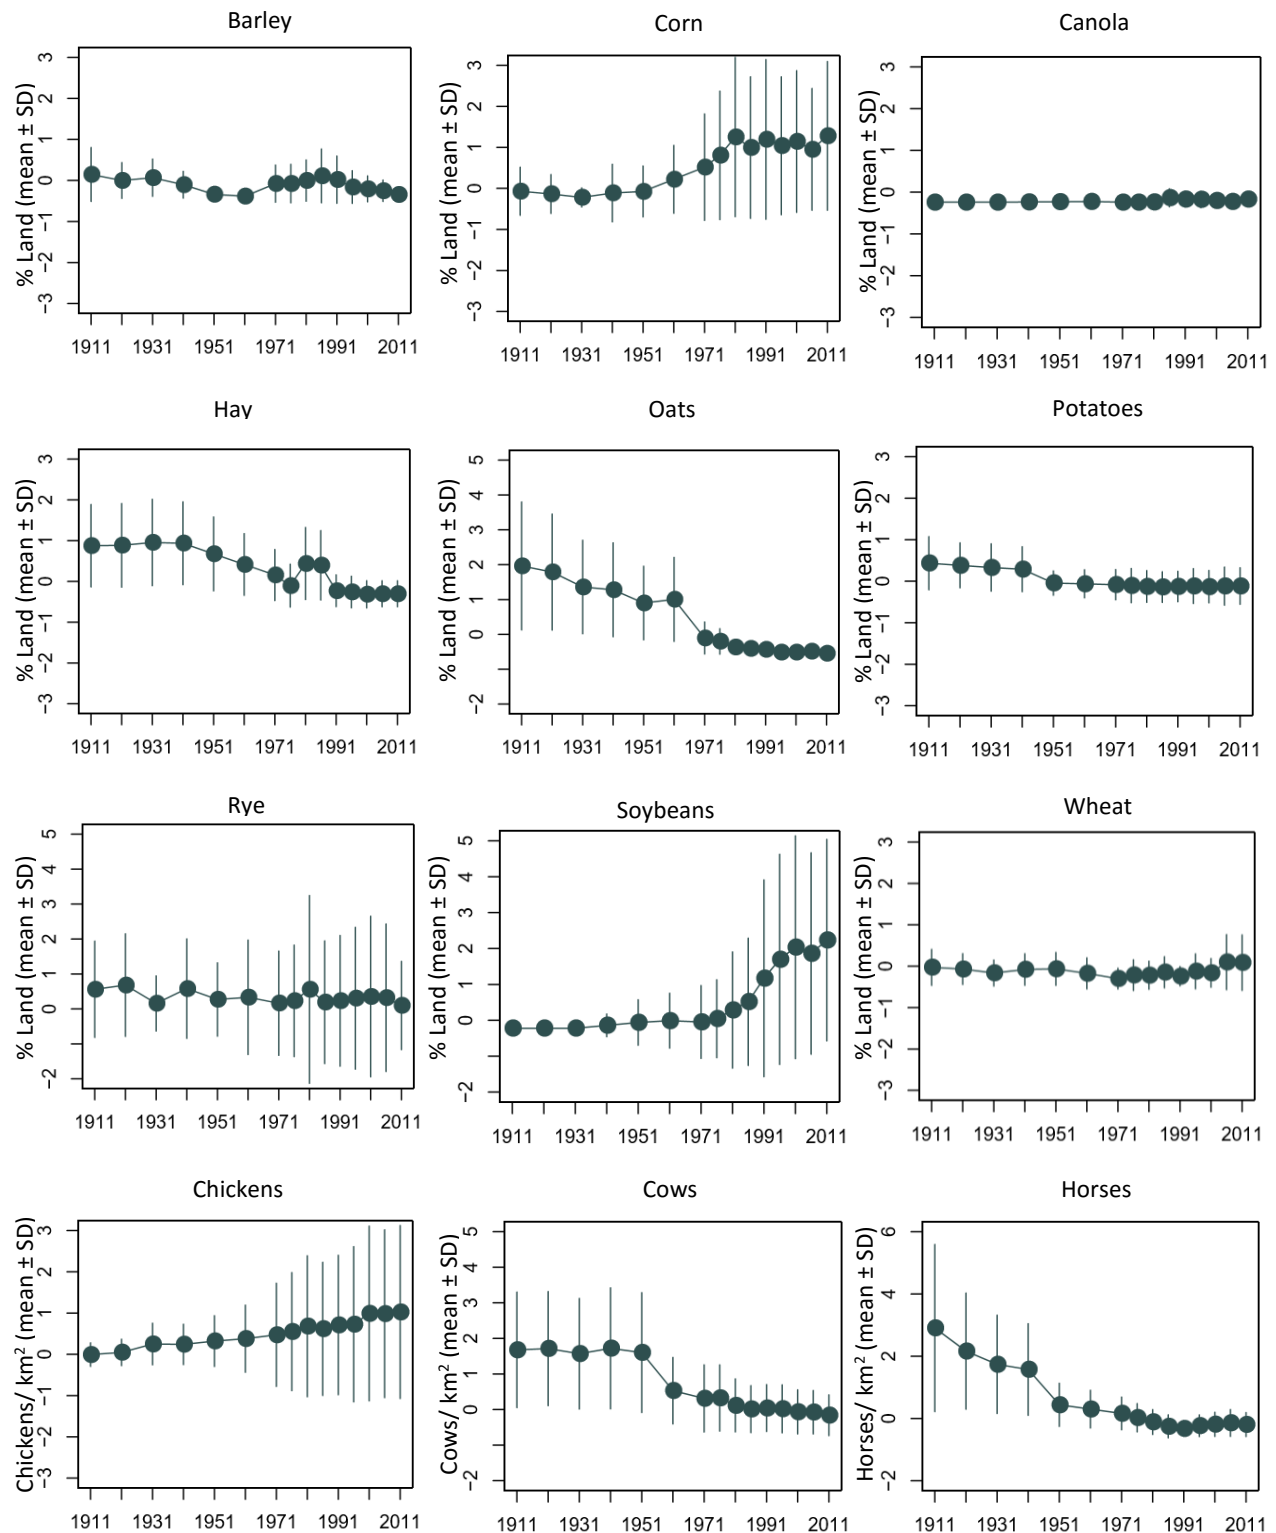 Barley
% Land (mean ± SD)
3
2
1
0
−1
−2
−3
1911 1931 1951 1971 1991 2011
Corn
3
2
1
0
−1
−2
−3
1911 1931 1951 1971 1991 2011
% Land (mean ± SD)
Canola
% Land (mean ± SD)
3
2
1
0
−1
−2
−3
1911 1931 1951 1971 1991 2011
Hay
% Land (mean ± SD)
3
2
1
0
−1
−2
−3
1911 1931 1951 1971 1991 2011
Oats
% Land (mean ± SD)
5
4
3
2
1
0
−2
1911 1931 1951 1971 1991 2011
Potatoes
% Land (mean ± SD)
3
2
1
0
−1
−2
−3
1911 1931 1951 1971 1991 2011
Rye
% Land (mean ± SD)
5
4
3
2
1
0
−2
1911 1931 1951 1971 1991 2011
Soybeans
% Land (mean ± SD)
5
4
3
2
1
0
−2
1911 1931 1951 1971 1991 2011
Wheat
% Land (mean ± SD)
3
2
1
0
−1
−2
−3
1911 1931 1951 1971 1991 2011
Chickens
Chickens/ km² (mean ± SD)
3
2
1
0
−1
−2
−3
1911 1931 1951 1971 1991 2011
Cows
Cows/ km² (mean ± SD)
5
4
3
2
1
0
−2
1911 1931 1951 1971 1991 2011
Horses
Horses/ km² (mean ± SD)
6
4
2
0
−2
1911 1931 1951 1971 1991 2011